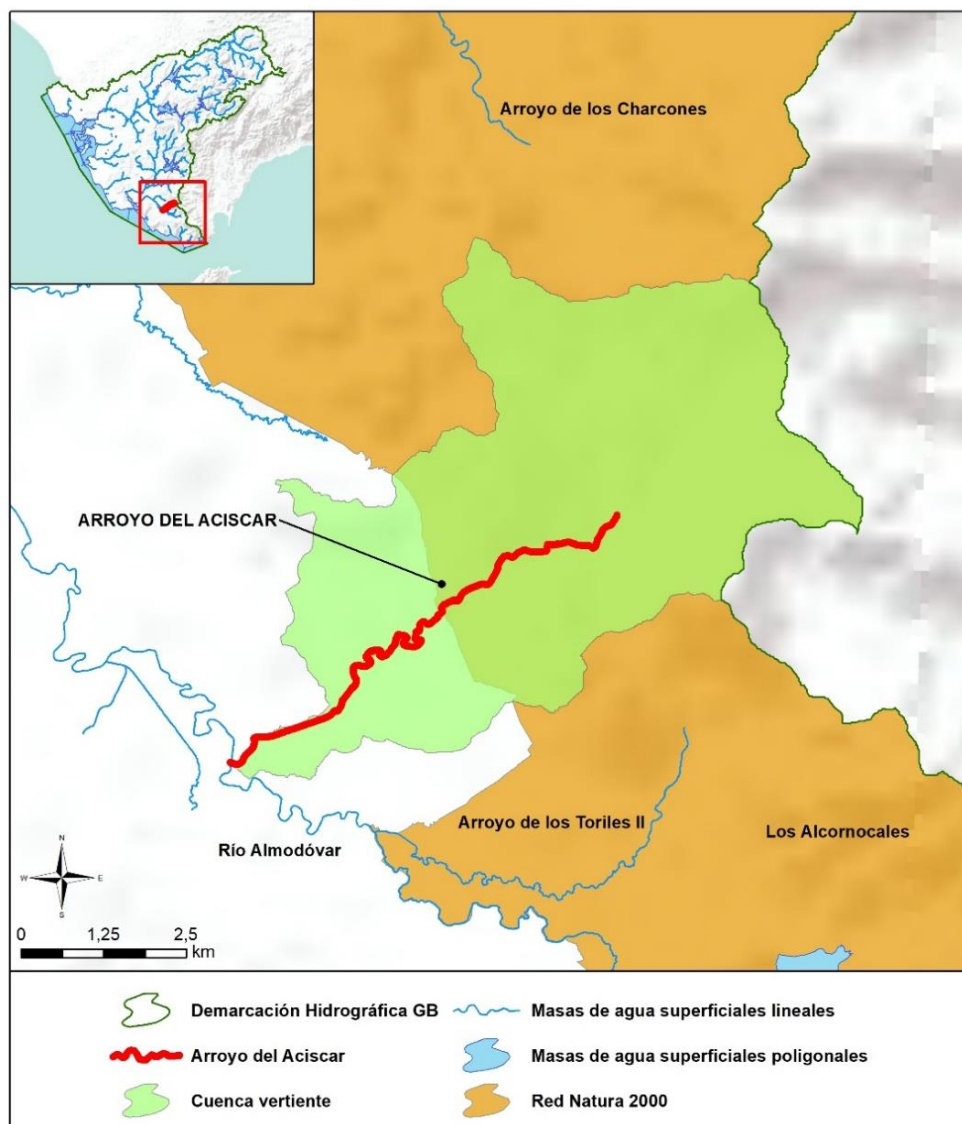 Arroyo de los Charcones
ARROYO DEL ACISCAR
Arroyo de los Toriles II
Los Alcornocales
Río Almodóvar
N
W E
S
0 1,25 2,5
km
Demarcación Hidrográfica GB
Masas de agua superficiales lineales
Arroyo del Aciscar
Masas de agua superficiales poligonales
Cuenca vertiente
Red Natura 2000